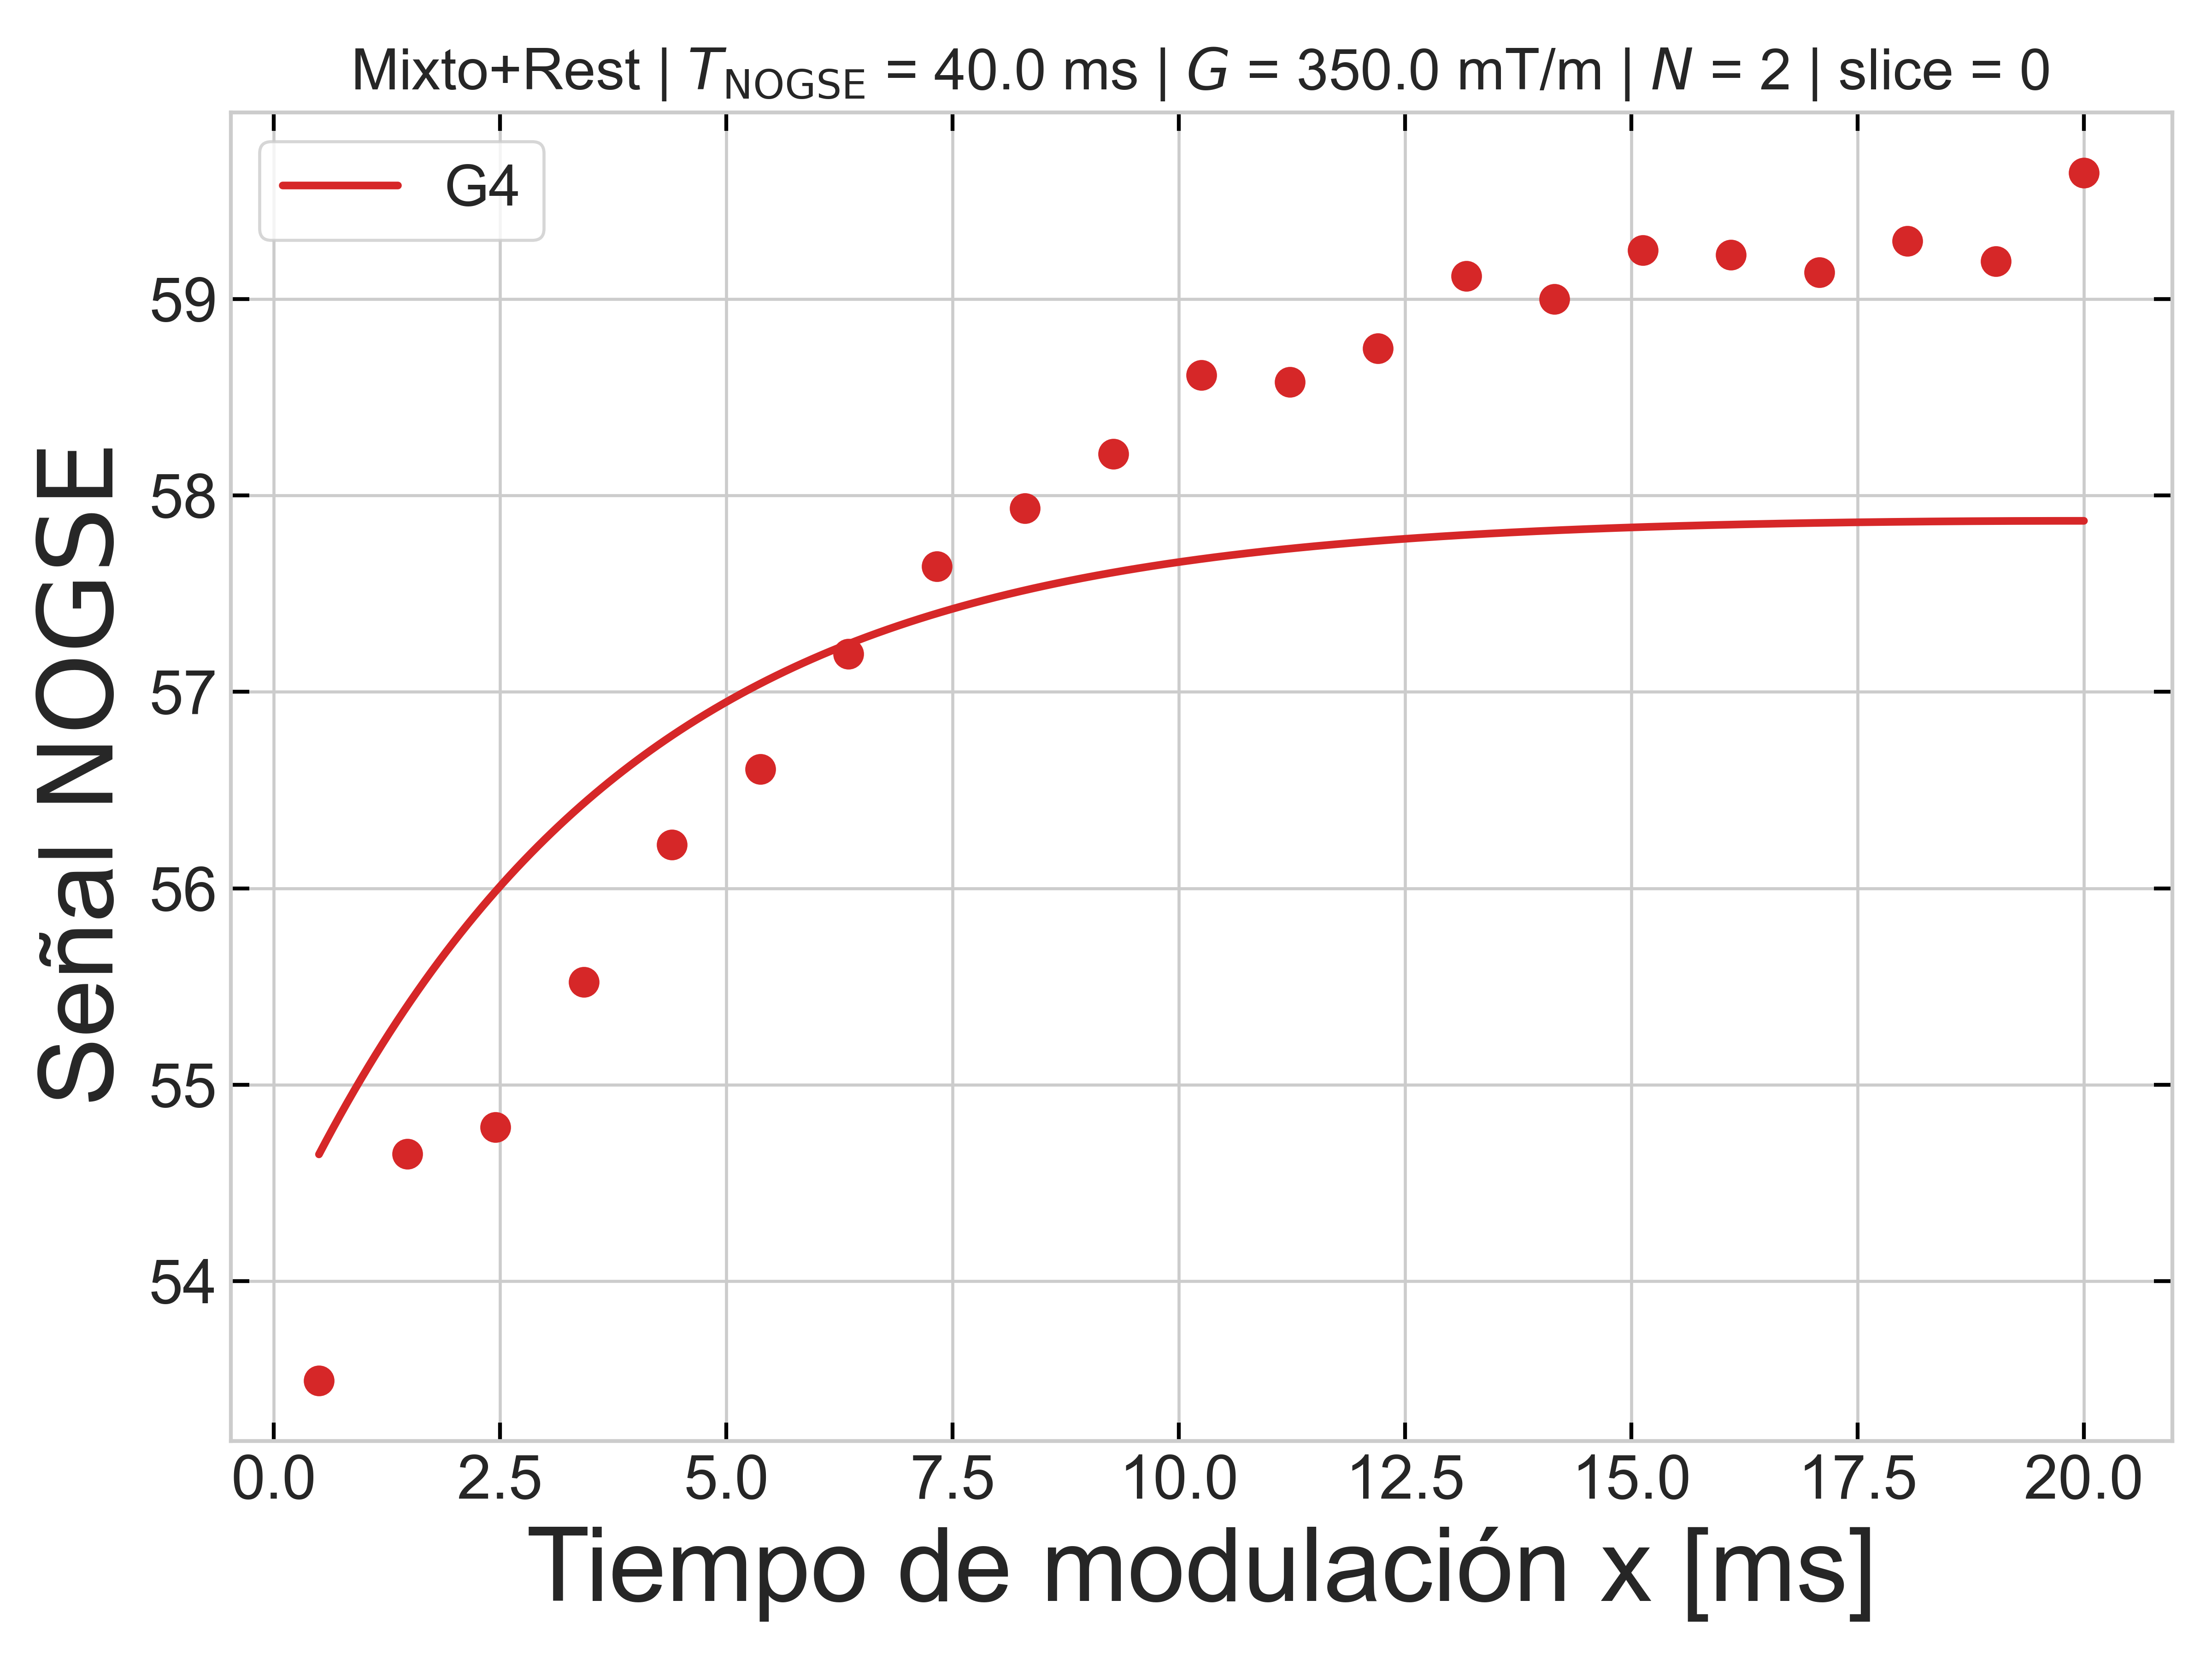 Mixto+Rest | T_NOGSE = 40.0 ms | G = 350.0 mT/m | N = 2 | slice = 0
G4
Señal NOGSE
59
58
57
56
55
54
0.0 2.5 5.0 7.5 10.0 12.5 15.0 17.5 20.0
Tiempo de modulación x [ms]